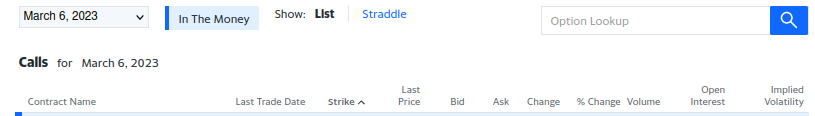 March 6, 2023 In The Money Show: List Straddle Option Lookup
Calls for March 6, 2023
Contract Name Last Trade Date Strike Last Price Bid Ask Change % Change Volume Open Interest Implied Volatility